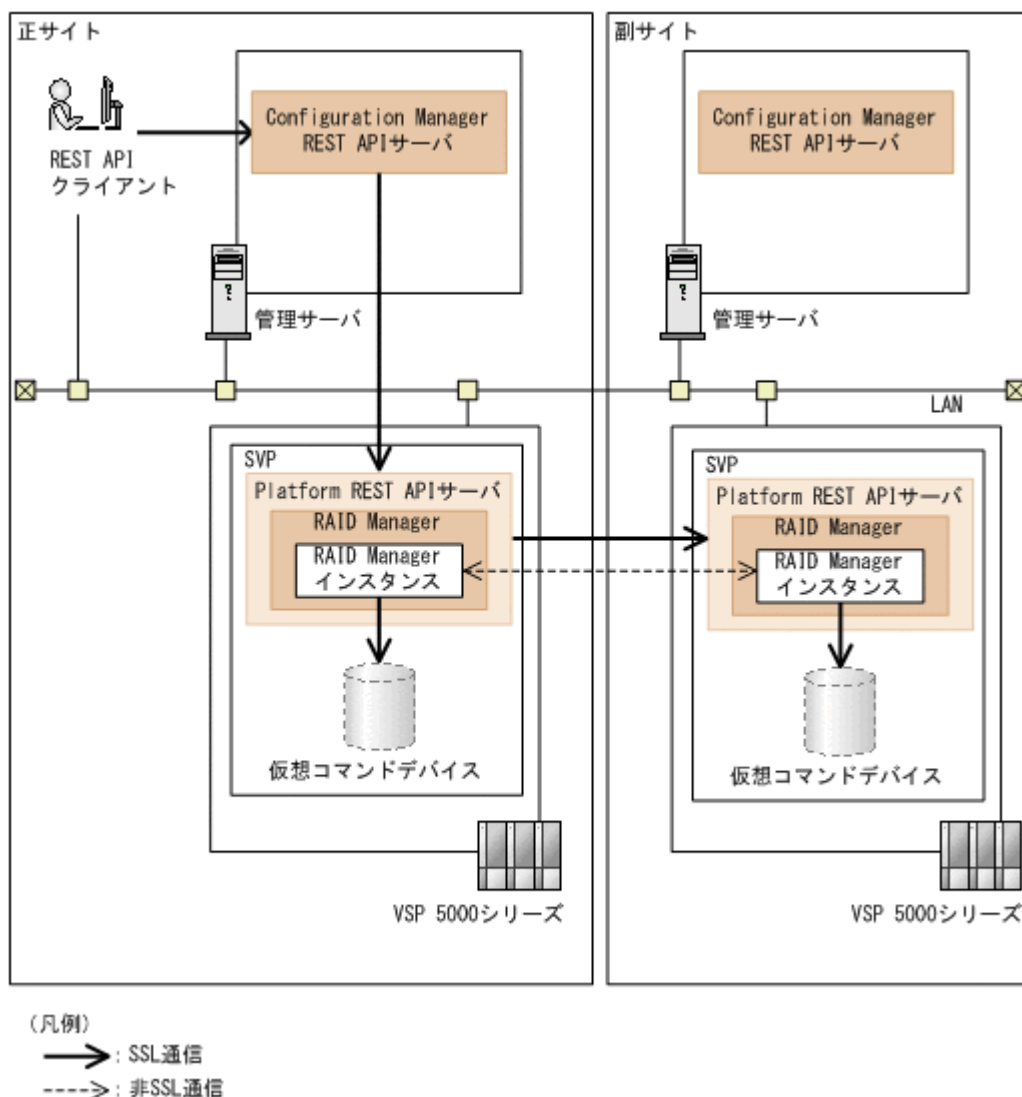 正サイト
REST API
クライアント
Configuration Manager
REST APIサーバ
管理サーバ
副サイト
Configuration Manager
REST APIサーバ
管理サーバ
LAN
SVP
Platform REST APIサーバ
RAID Manager
RAID Manager
インスタンス
仮想コマンドデバイス
VSP 5000シリーズ
SVP
Platform REST APIサーバ
RAID Manager
RAID Manager
インスタンス
仮想コマンドデバイス
VSP 5000シリーズ
(凡例)
: SSL通信
: 非SSL通信